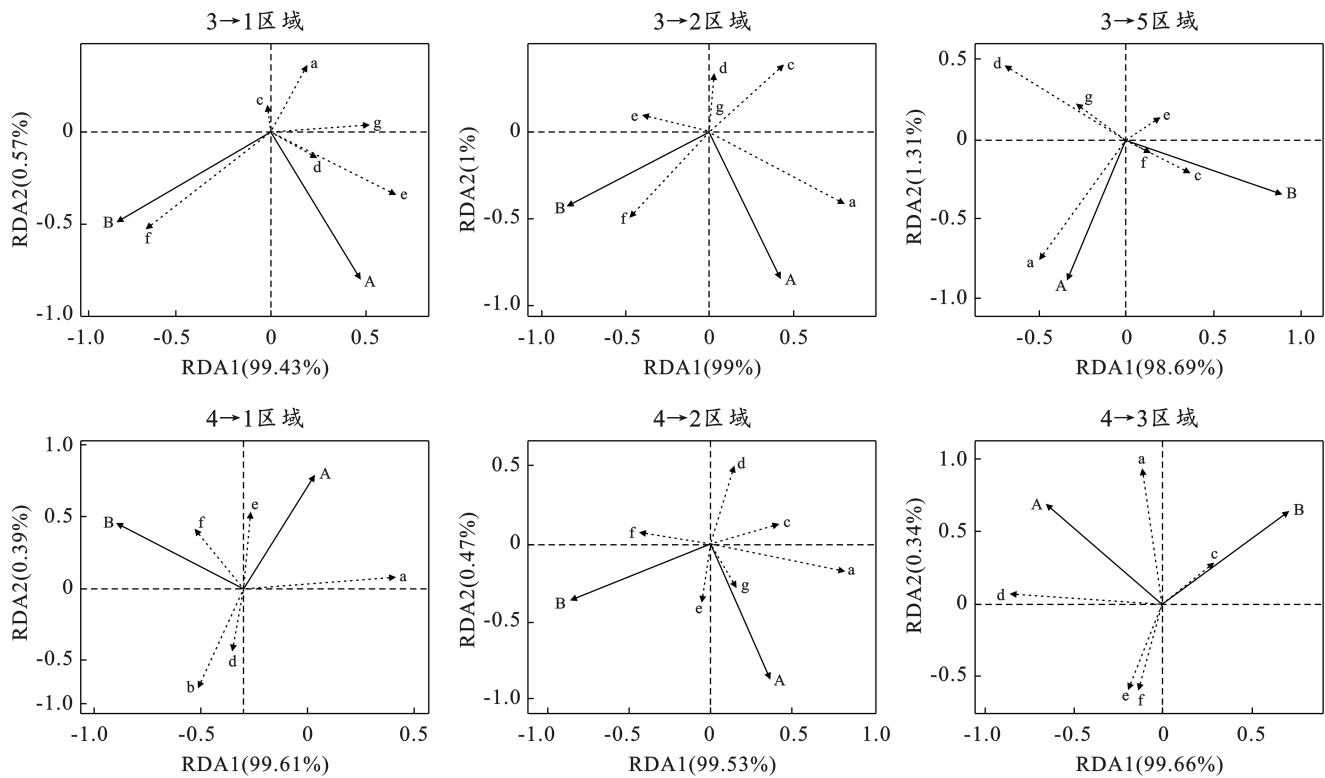 3→1区域
a
c
g
d
e
B
f
A
0
-0.5
-1.0
-1.0
-0.5
0
0.5
RDA2(0.57%)
RDA1(99.43%)
3→2区域
d
c
g
e
B
f
a
A
0
-0.5
-1.0
-1.0
-0.5
0
0.5
RDA2(1%)
RDA1(99%)
3→5区域
d
g
e
f
c
B
a
A
0.5
0
-0.5
-1.0
-0.5
0
0.5
1.0
RDA2(1.31%)
RDA1(98.69%)
4→1区域
A
B
f
e
a
d
b
1.0
0.5
0
-0.5
-1.0
-1.0
-0.5
0
0.5
RDA2(0.39%)
RDA1(99.61%)
4→2区域
d
f
c
a
g
e
B
A
0.5
0
-0.5
-1.0
-1.0
-0.5
0
0.5
1.0
RDA2(0.47%)
RDA1(99.53%)
4→3区域
a
A
B
c
d
e
f
1.0
0.5
0
-0.5
-1.0
-0.5
0
0.5
RDA2(0.34%)
RDA1(99.66%)